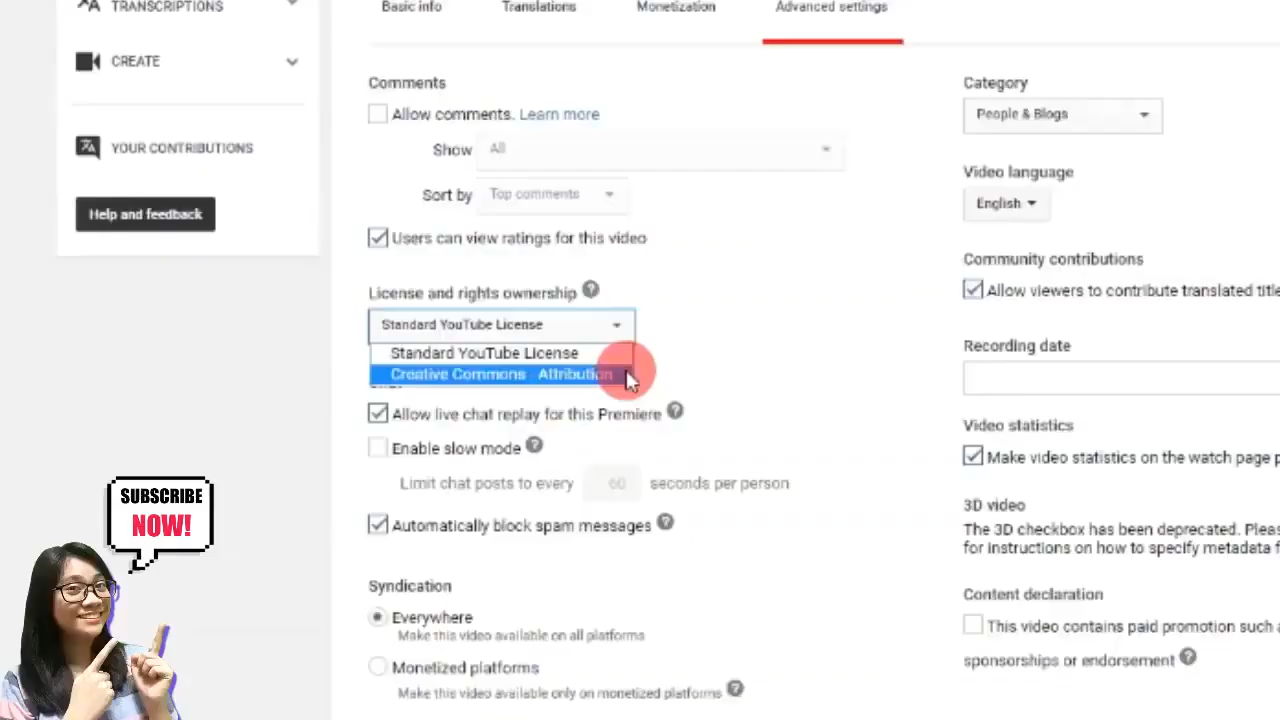 TRANSCRIPTIONS
CREATE
YOUR CONTRIBUTIONS
Help and feedback
SUBSCRIBE
NOW!
Basic info
Translations
Monetization
Advanced settings
Comments
Allow comments. Learn more
Show
All
Sort by
Top comments
Users can view ratings for this video
License and rights ownership
Standard YouTube License
Standard YouTube License
Creative Commons - Attribution
Allow live chat replay for this Premiere
Enable slow mode
Limit chat posts to every 60 seconds per person
Automatically block spam messages
Syndication
Everywhere
Make this video available on all platforms
Monetized platforms
Make this video available only on monetized platforms
Category
People & Blogs
Video language
English
Community contributions
Allow viewers to contribute translated title
Recording date
Video statistics
Make video statistics on the watch page p
3D video
The 3D checkbox has been deprecated. Pleas
for instructions on how to specify metadata f
Content declaration
This video contains paid promotion such a
sponsorships or endorsement